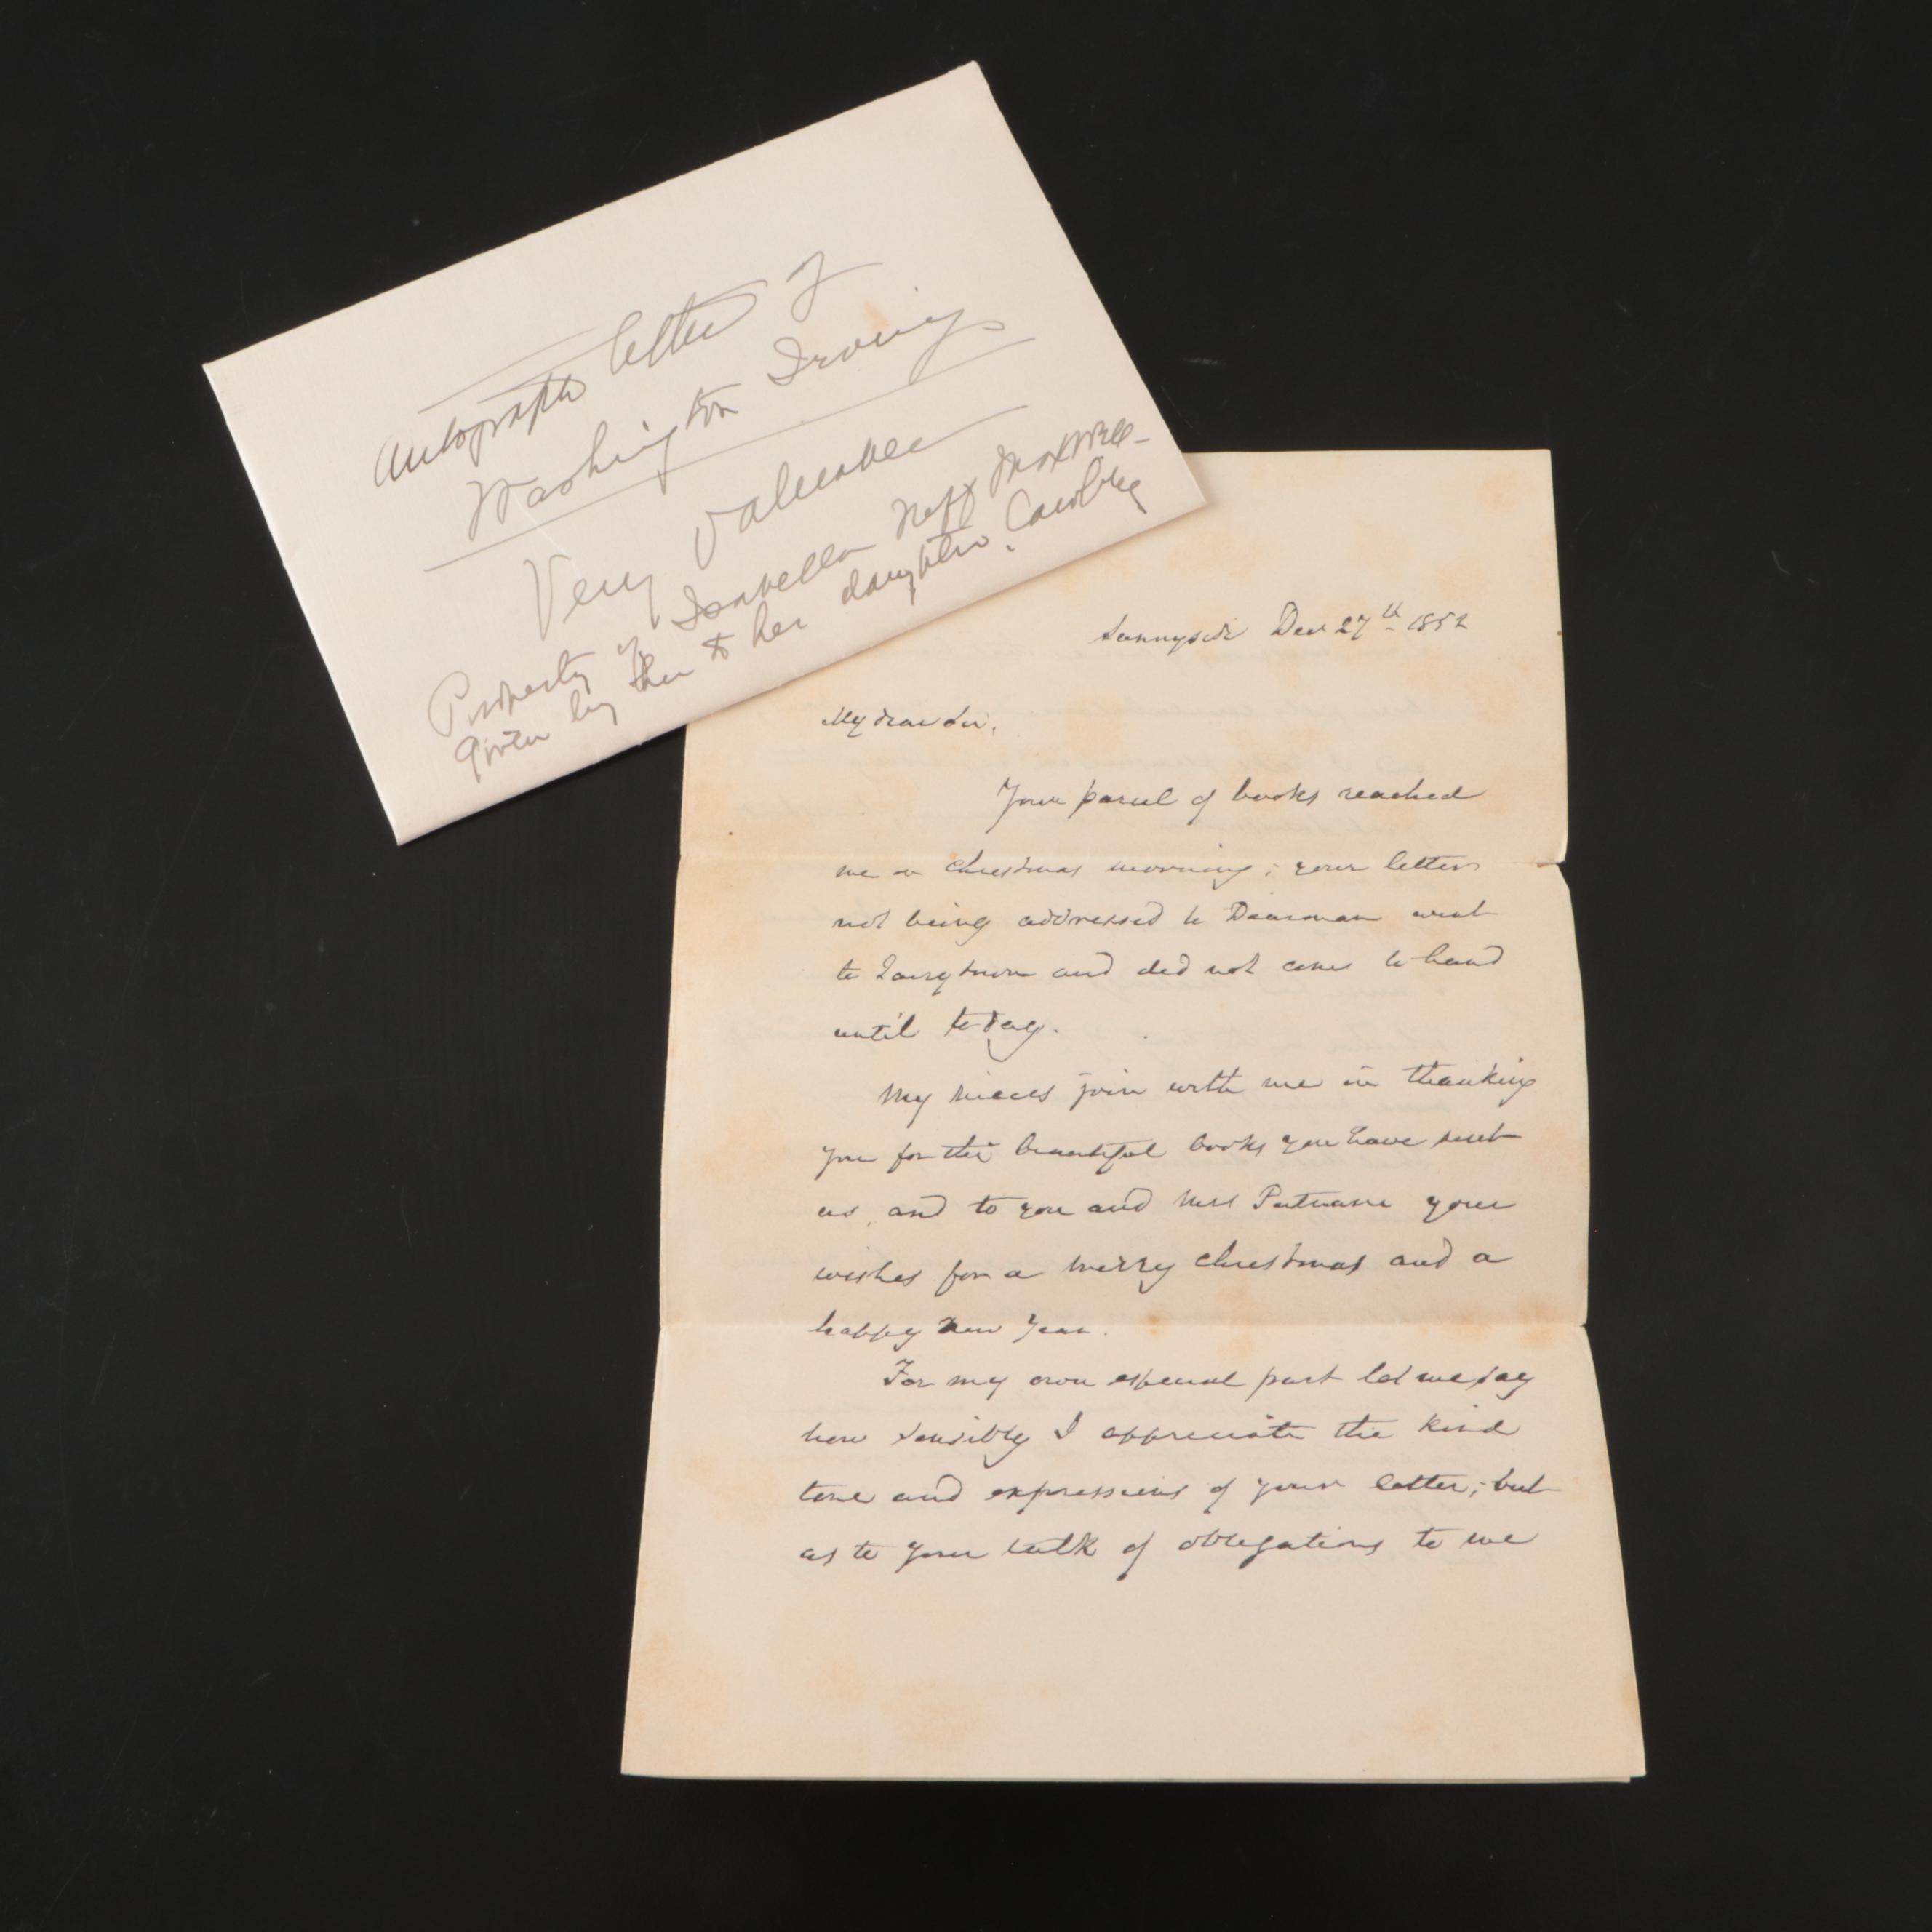 Autograph letter of
Washington Irving
Very Valuable
Property of Isabella Neff Maxwell
given by her to her daughter, Caroline
Sunnyside Dec 27th 1852
My dear Sir,
Your parcel of books reached
me on Christmas morning; your letter
not being addressed to Dearman went
to Tarrytown and did not come to hand
until today.
My nieces join with me in thanking
you for the beautiful books you have sent
us, and to you and Mrs Putnam your
wishes for a merry Christmas and a
happy New Year.
For my own especial part let me say
how sensibly I appreciate the kind
tone and expressions of your letter; but
as to your talk of obligations to me